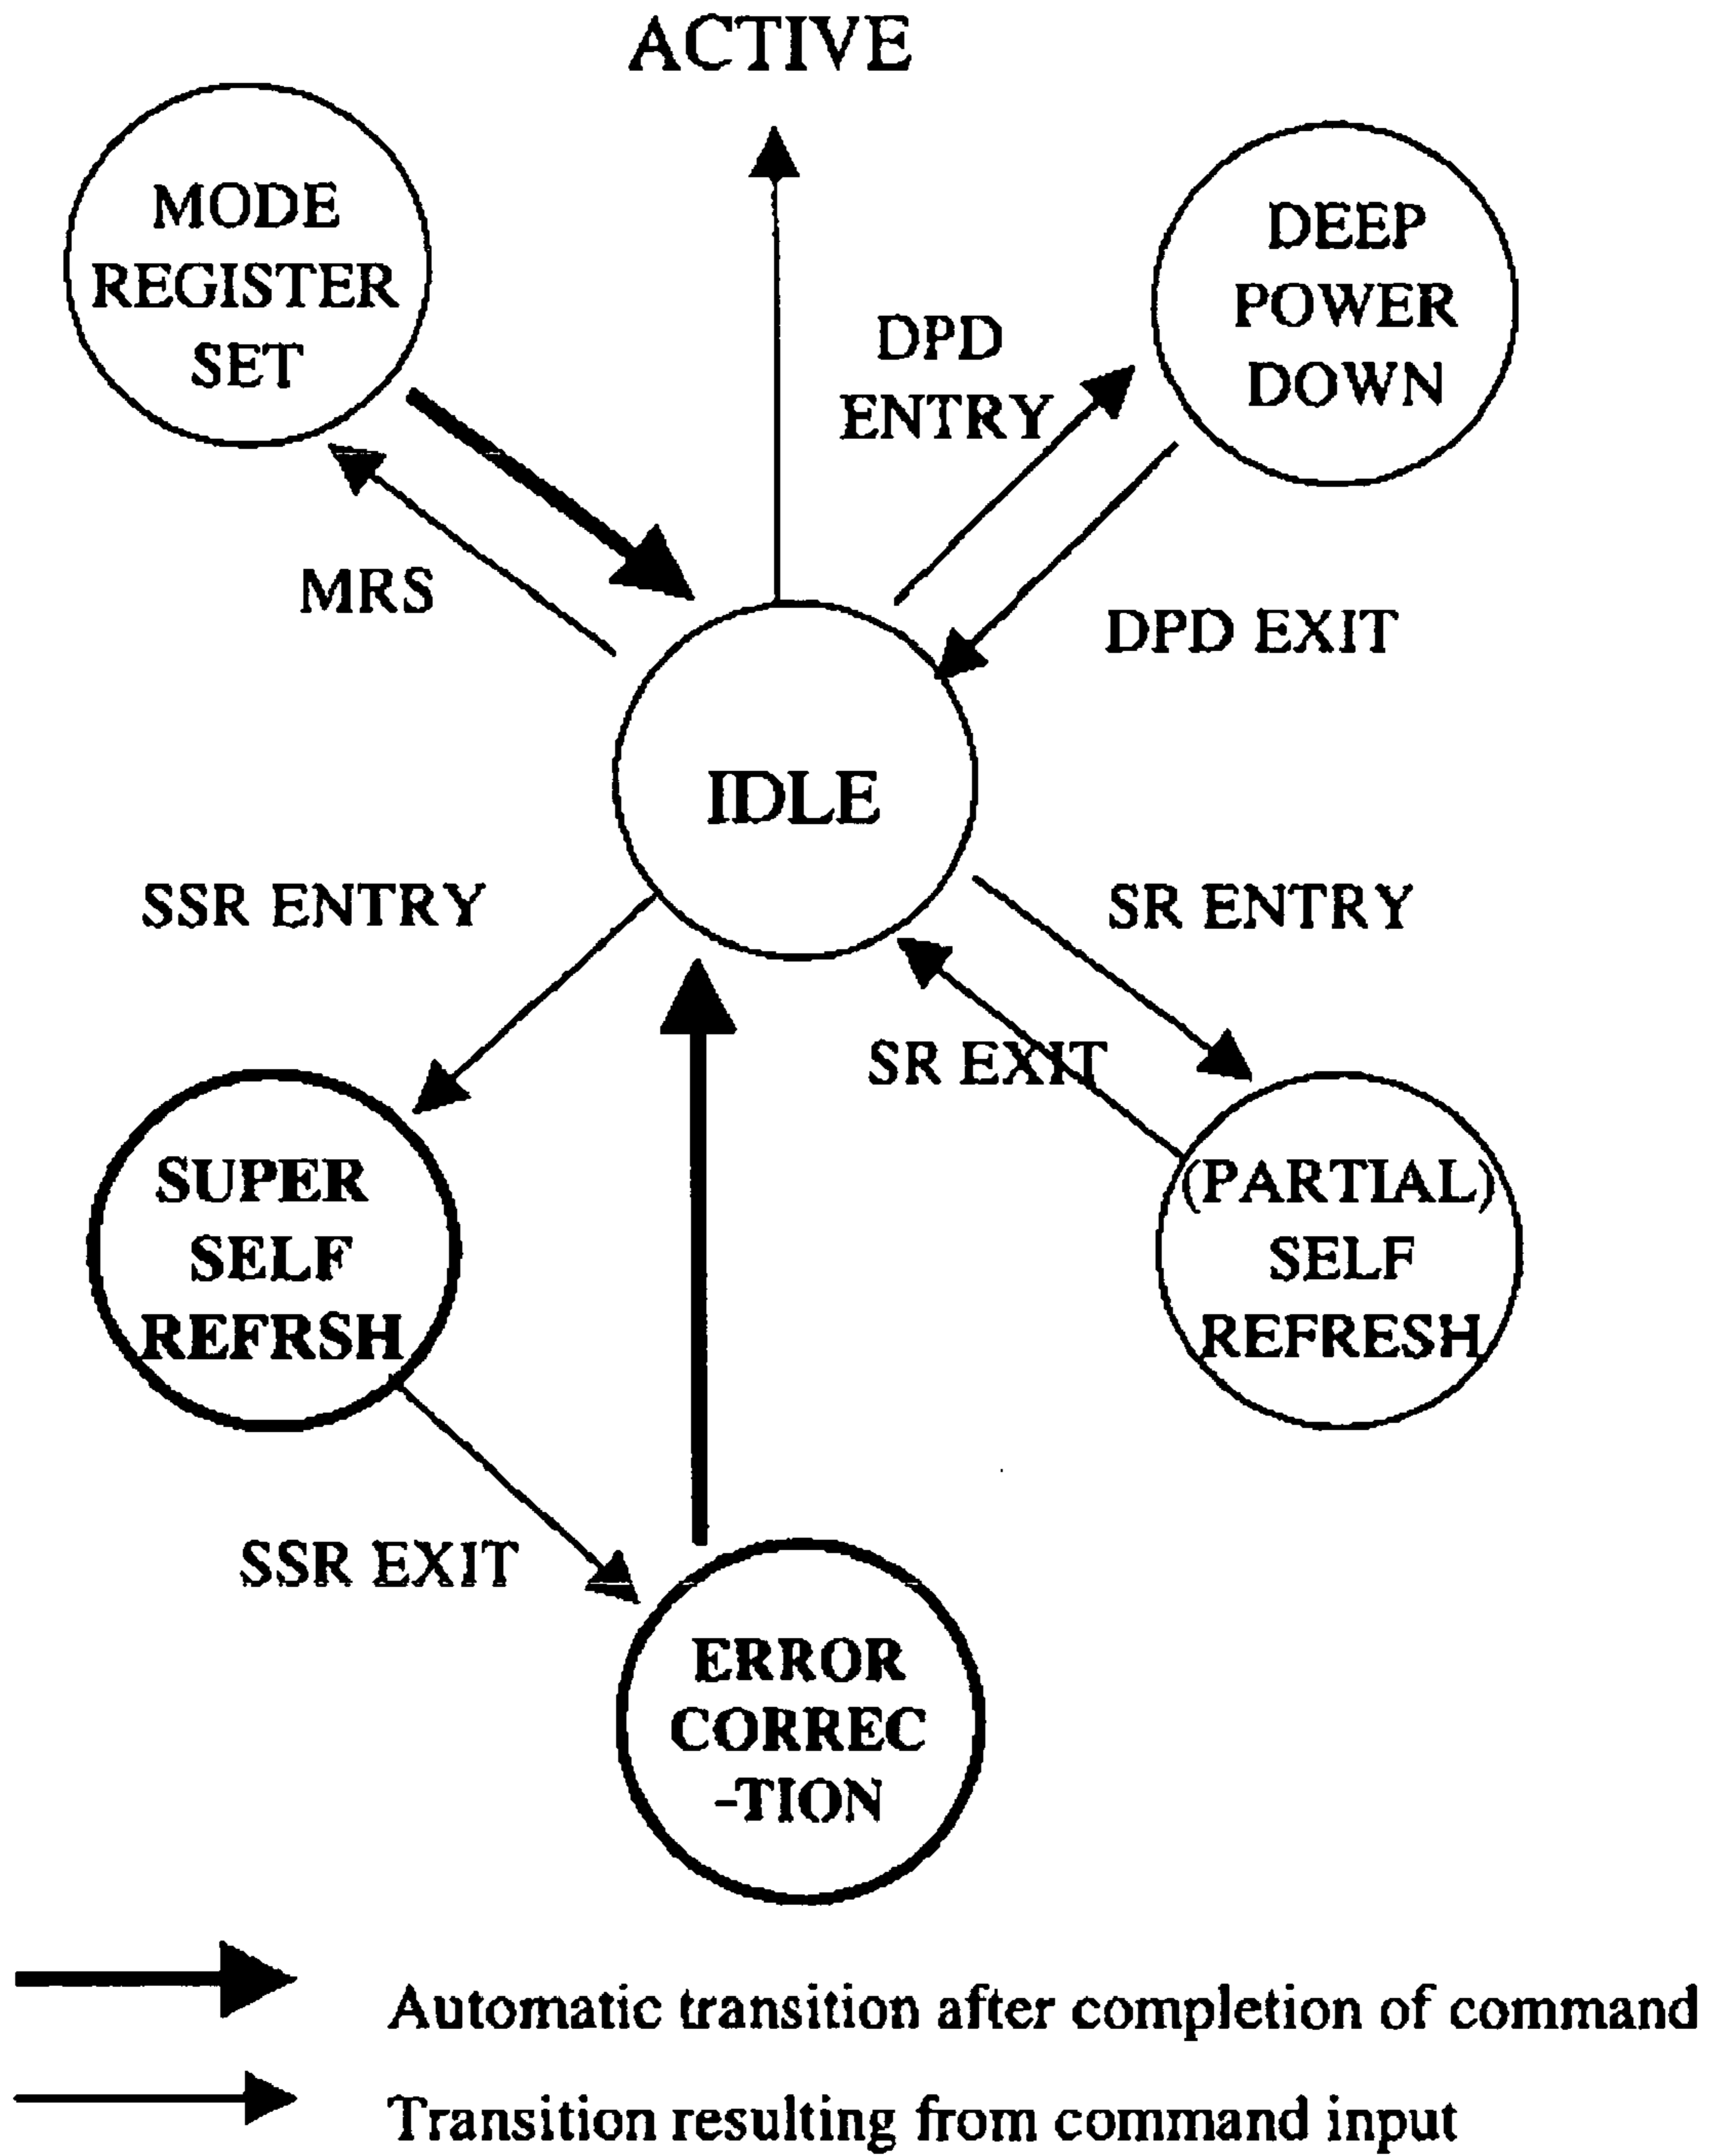 ACTIVE
MODE
REGISTER
SET
DEEP
POWER
DOWN
DPD
ENTRY
MRS
DPD EXIT
IDLE
SSR ENTRY
SR ENTRY
SR EXIT
SUPER
SELF
REFRSH
(PARTIAL)
SELF
REFRESH
SSR EXIT
ERROR
CORREC
-TION
Automatic transition after completion of command
Transition resulting from command input